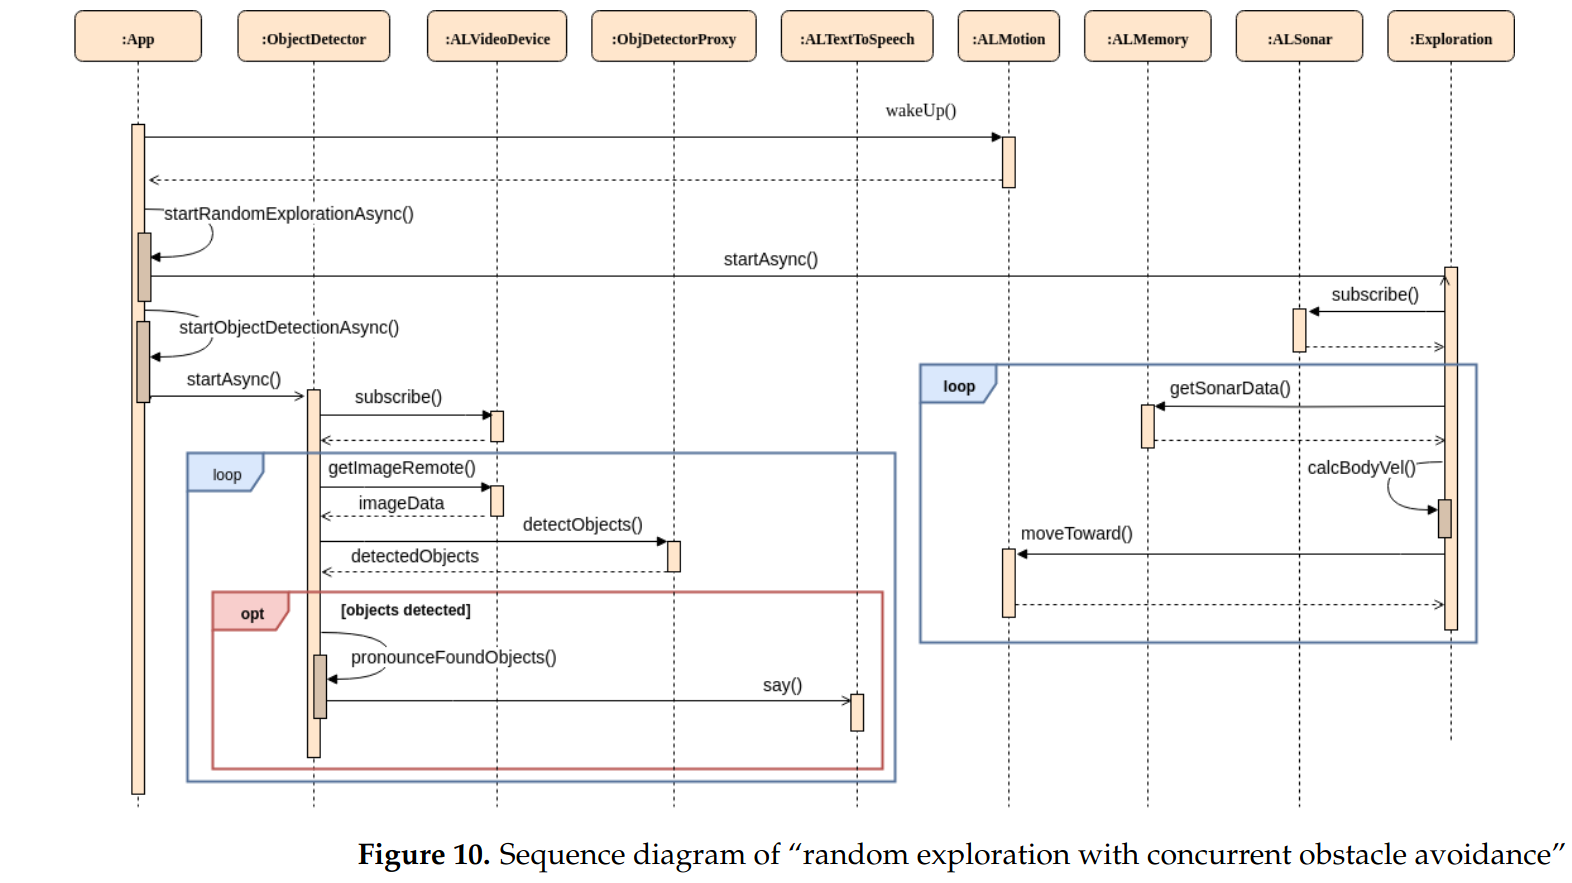 :App
:ObjectDetector
:ALVideoDevice
:ObjDetectorProxy
:ALTextToSpeech
:ALMotion
:ALMemory
:ALSonar
:Exploration
wakeUp()
startRandomExplorationAsync()
startAsync()
subscribe()
startObjectDetectionAsync()
startAsync()
subscribe()
loop
getSonarData()
loop
getImageRemote()
calcBodyVel()
imageData
detectObjects()
moveToward()
detectedObjects
opt
[objects detected]
pronounceFoundObjects()
say()
Figure 10. Sequence diagram of “random exploration with concurrent obstacle avoidance”